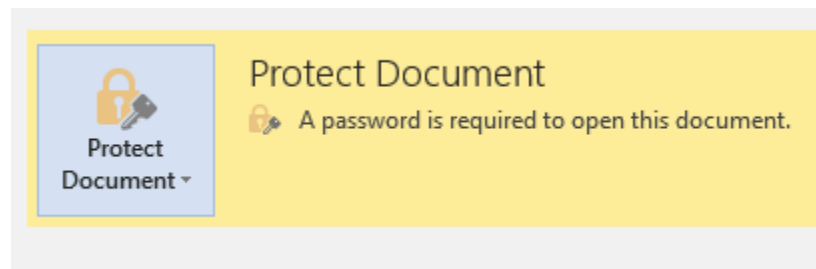 Protect Document
A password is required to open this document.
Protect
Document